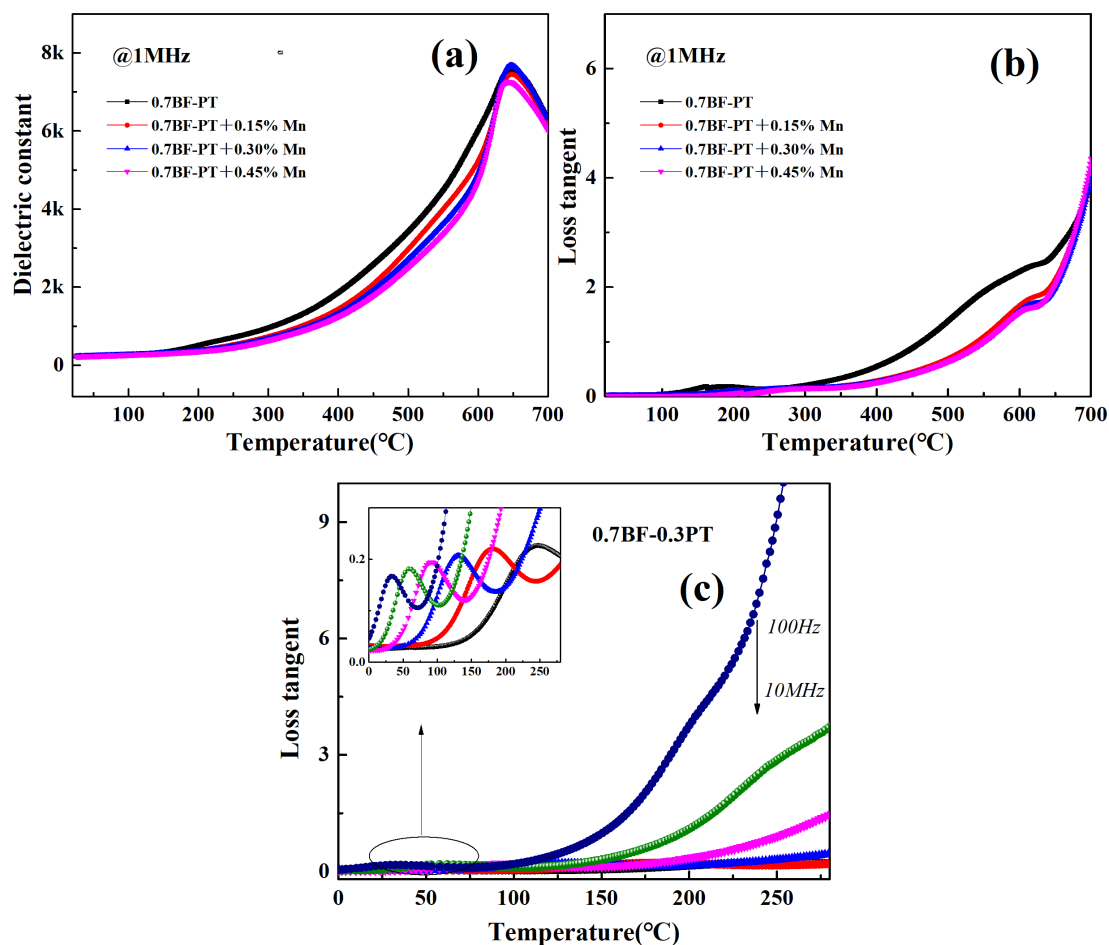 (a)
@1MHz
0.7BF-PT
0.7BF-PT+0.15% Mn
0.7BF-PT+0.30% Mn
0.7BF-PT+0.45% Mn
Dielectric constant
8k
6k
4k
2k
0
100 200 300 400 500 600 700
Temperature(°C)
(b)
@1MHz
0.7BF-PT
0.7BF-PT+0.15% Mn
0.7BF-PT+0.30% Mn
0.7BF-PT+0.45% Mn
Loss tangent
6
4
2
0
100 200 300 400 500 600 700
Temperature(°C)
0.7BF-0.3PT
(c)
100Hz
10MHz
Loss tangent
9
6
3
0
0 50 100 150 200 250
Temperature(°C)
0.2
0.0
0 50 100 150 200 250